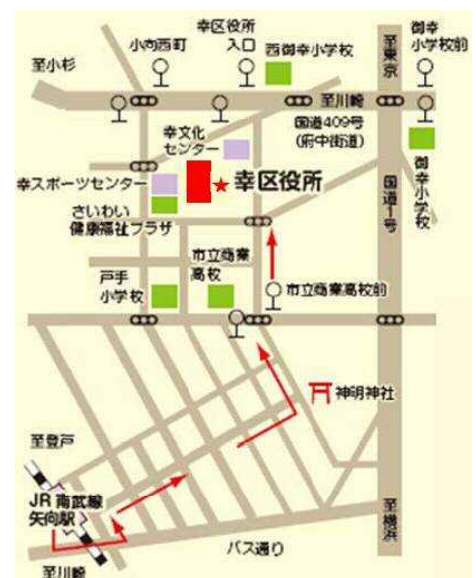 幸区役所
入口
小向西町
西御幸小学校
至東京
御幸
小学校前
至小杉
至川崎
国道409号
(府中街道)
幸文化
センター
幸区役所
幸スポーツセンター
さいわい
健康福祉プラザ
国道1号
御幸小学校
戸手
小学校
市立商業
高校
市立商業高校前
神明神社
至登戸
JR南武線
矢向駅
バス通り
至横浜
至川崎